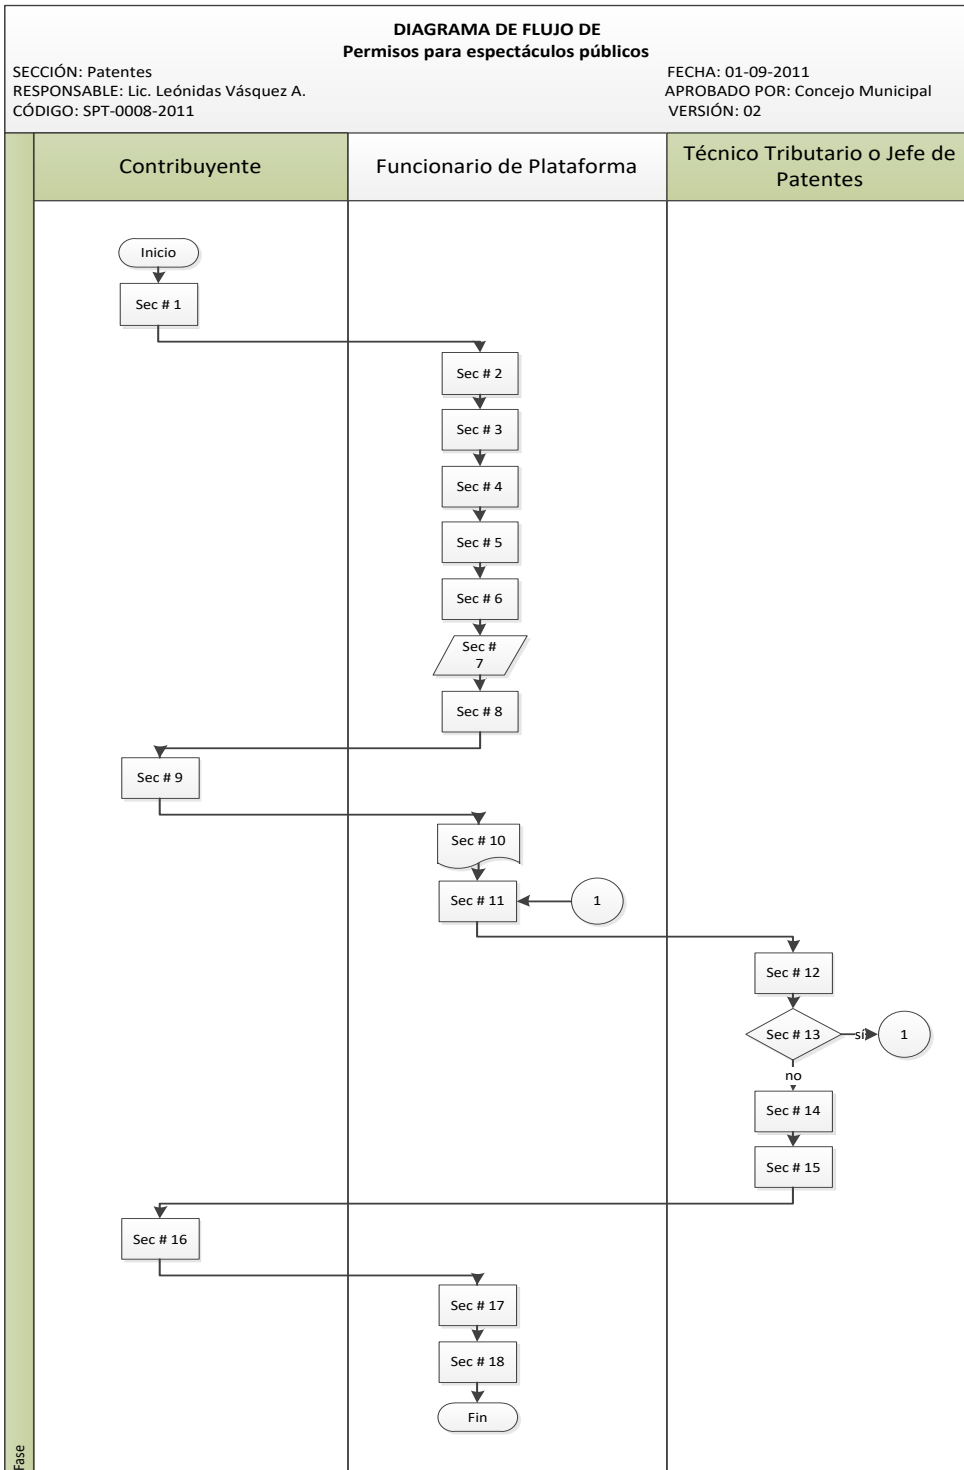 DIAGRAMA DE FLUJO DE
Permisos para espectáculos públicos
SECCIÓN: Patentes
FECHA: 01-09-2011
RESPONSABLE: Lic. Leónidas Vásquez A.
APROBADO POR: Concejo Municipal
CÓDIGO: SPT-0008-2011
VERSIÓN: 02
Contribuyente
Funcionario de Plataforma
Técnico Tributario o Jefe de
Patentes
Inicio
Sec # 1
Sec # 2
Sec # 3
Sec # 4
Sec # 5
Sec # 6
Sec #
7
Sec # 8
Sec # 9
Sec # 10
Sec # 11
1
Sec # 12
Sec # 13
sí
1
no
Sec # 14
Sec # 15
Sec # 16
Sec # 17
Sec # 18
Fin
Fase